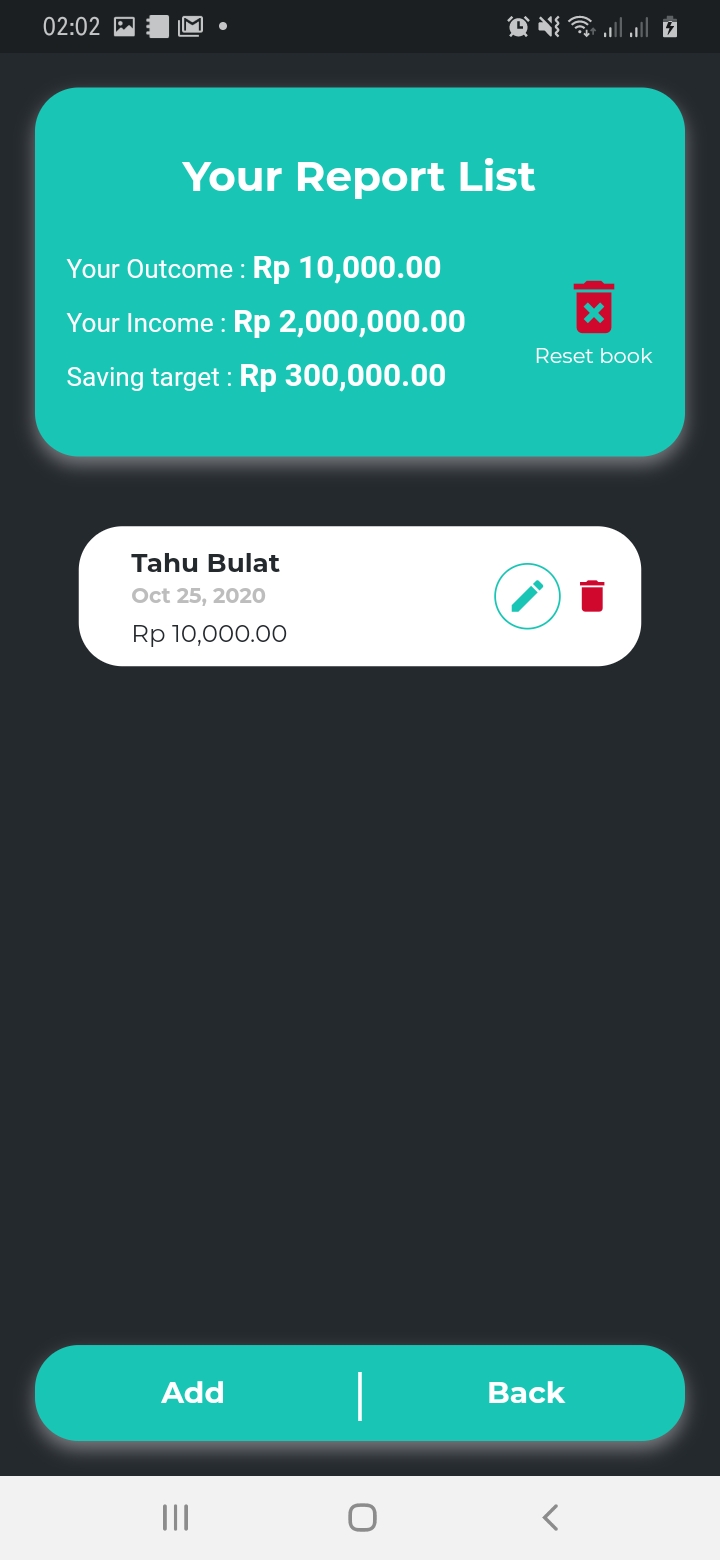 02:02
Your Report List
Your Outcome : Rp 10,000.00
Your Income : Rp 2,000,000.00
Saving target : Rp 300,000.00
Reset book
Tahu Bulat
Oct 25, 2020
Rp 10,000.00
Add
Back